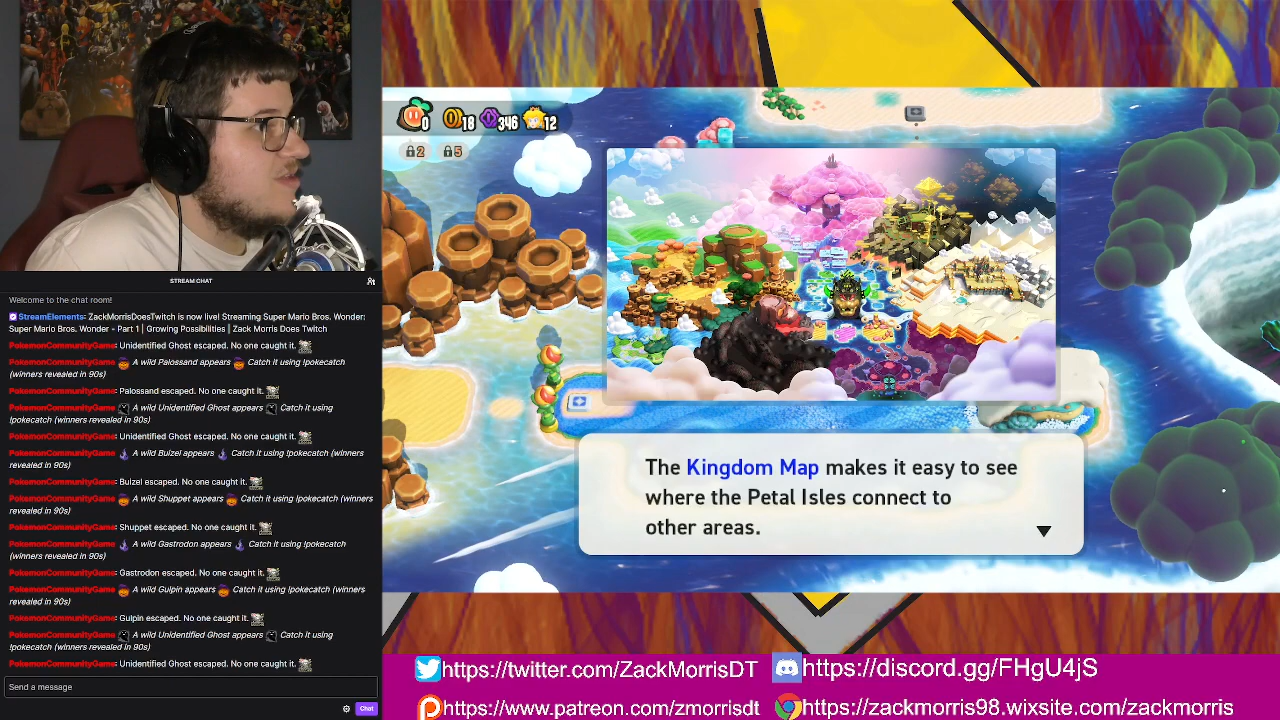 STREAM CHAT
Welcome to the chat room!
StreamElements: ZackMorrisDoesTwitch is now live! Streaming Super Mario Bros. Wonder:
Super Mario Bros. Wonder - Part 1 | Growing Possibilities | Zack Morris Does Twitch
PokemonCommunityGame: Unidentified Ghost escaped. No one caught it.
PokemonCommunityGame A wild Palossand appears Catch it using !pokecatch
(winners revealed in 90s)
PokemonCommunityGame: Palossand escaped. No one caught it.
PokemonCommunityGame A wild Unidentified Ghost appears Catch it using
!pokecatch (winners revealed in 90s)
PokemonCommunityGame: Unidentified Ghost escaped. No one caught it.
PokemonCommunityGame A wild Buizel appears Catch it using !pokecatch (winners
revealed in 90s)
PokemonCommunityGame: Buizel escaped. No one caught it.
PokemonCommunityGame A wild Shuppet appears Catch it using !pokecatch (winners
revealed in 90s)
PokemonCommunityGame: Shuppet escaped. No one caught it.
PokemonCommunityGame A wild Gastrodon appears Catch it using !pokecatch
(winners revealed in 90s)
PokemonCommunityGame: Gastrodon escaped. No one caught it.
PokemonCommunityGame A wild Gulpin appears Catch it using !pokecatch (winners
revealed in 90s)
PokemonCommunityGame: Gulpin escaped. No one caught it.
PokemonCommunityGame A wild Unidentified Ghost appears Catch it using
!pokecatch (winners revealed in 90s)
PokemonCommunityGame: Unidentified Ghost escaped. No one caught it.
Send a message
Chat
0 18 346 12
2 5
The Kingdom Map makes it easy to see
where the Petal Isles connect to
other areas.
https://twitter.com/ZackMorrisDT
https://discord.gg/FHgU4jS
https://www.patreon.com/zmorrisdt
https://zackmorris98.wixsite.com/zackmorris